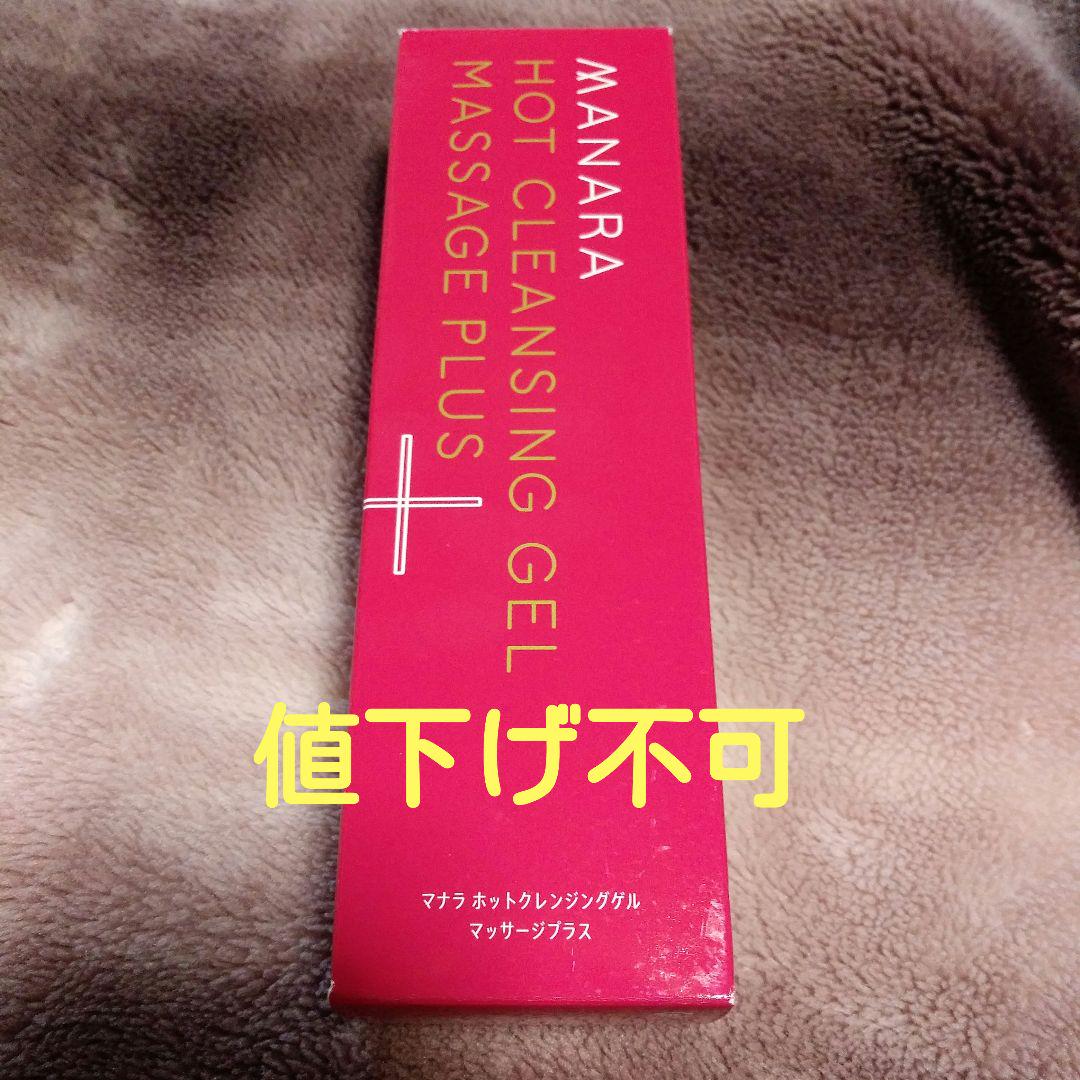 MANARA
HOT CLEANSING GEL
MASSAGE PLUS
値下げ不可
マナラ ホットクレンジングゲル
マッサージプラス